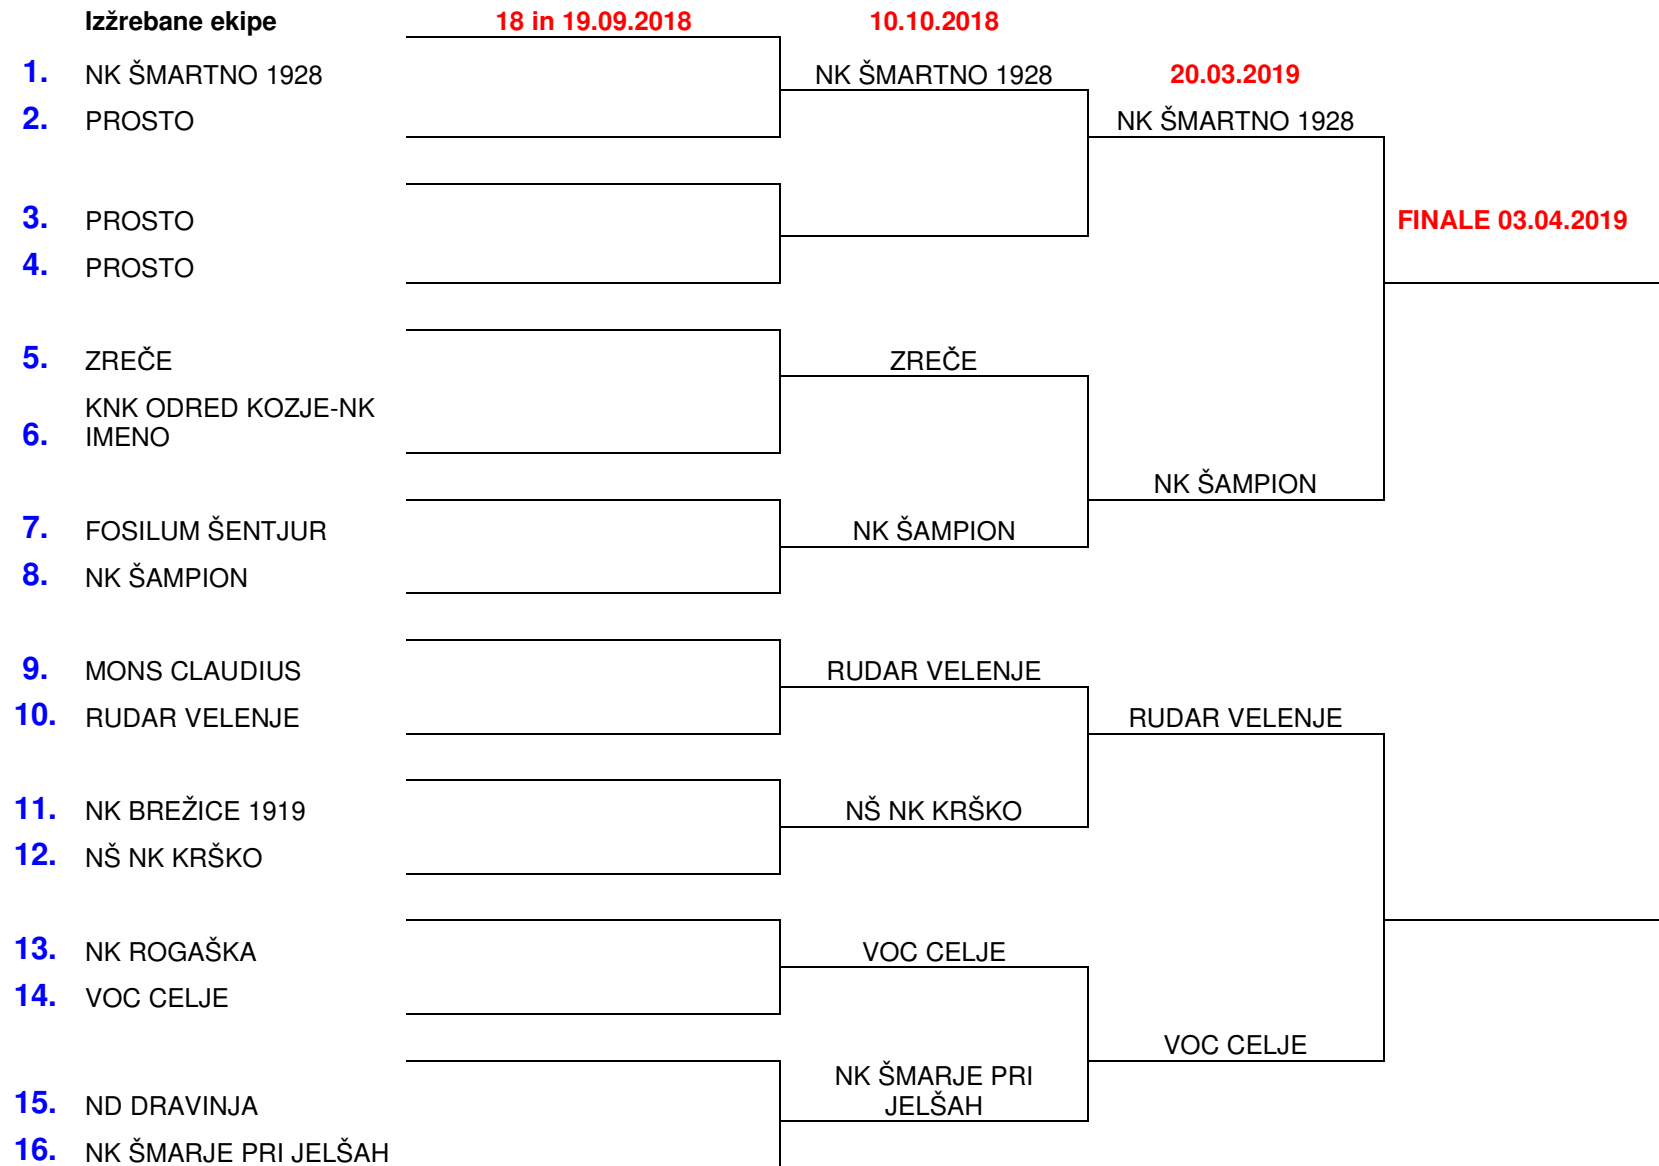 Izžrebane ekipe 18 in 19.09.2018 10.10.2018
1. NK ŠMARTNO 1928 NK ŠMARTNO 1928 20.03.2019
2. PROSTO NK ŠMARTNO 1928
3. PROSTO FINALE 03.04.2019
4. PROSTO
5. ZREČE ZREČE
KNK ODRED KOZJE-NK
6. IMENO
NK ŠAMPION
7. FOSILUM ŠENTJUR NK ŠAMPION
8. NK ŠAMPION
9. MONS CLAUDIUS RUDAR VELENJE
10. RUDAR VELENJE RUDAR VELENJE
11. NK BREŽICE 1919 NŠ NK KRŠKO
12. NŠ NK KRŠKO
13. NK ROGAŠKA VOC CELJE
14. VOC CELJE
VOC CELJE
NK ŠMARJE PRI
15. ND DRAVINJA JELŠAH
16. NK ŠMARJE PRI JELŠAH